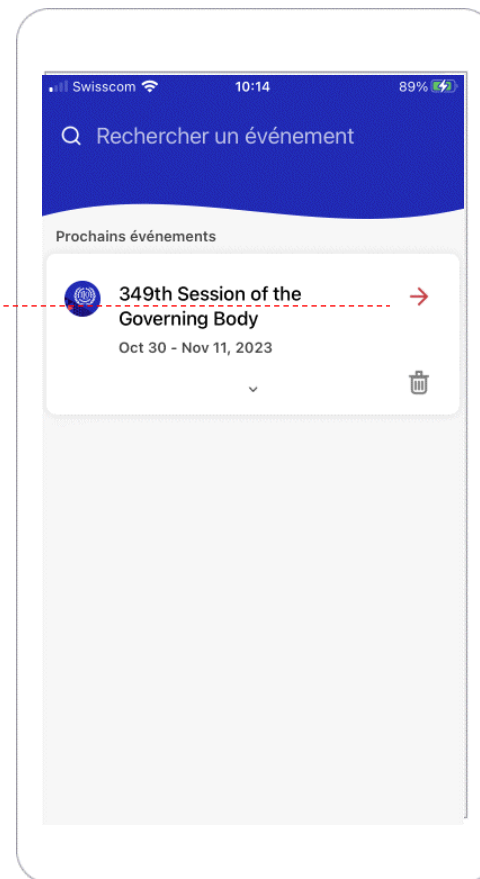 Swisscom 10:14 89%
Rechercher un événement
Prochains événements
349th Session of the
Governing Body
Oct 30 - Nov 11, 2023